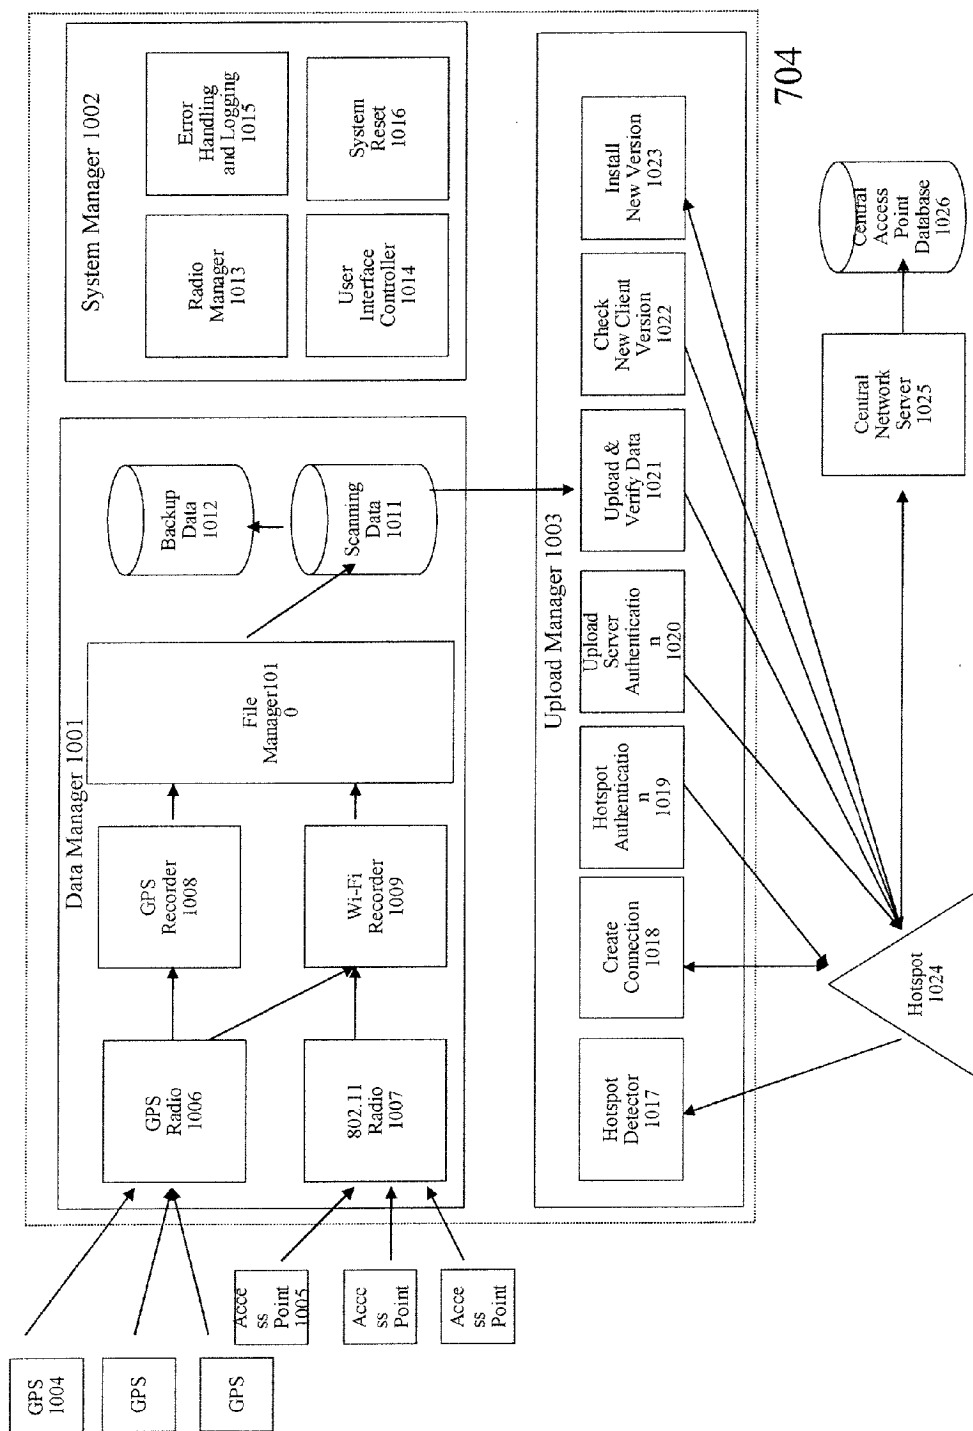 Data Manager 1001
System Manager 1002
GPS
1004
GPS
GPS
GPS
Radio
1006
GPS
Recorder
1008
File
Manager101
0
Backup
Data
1012
Radio
Manager
1013
Error
Handling
and Logging
1015
Acce
ss
Point
1005
Acce
ss
Point
Acce
ss
Point
802.11
Radio
1007
Wi-Fi
Recorder
1009
Scanning
Data
1011
User
Interface
Controller
1014
System
Reset
1016
Upload Manager 1003
Hotspot
Detector
1017
Create
Connection
1018
Hotspot
Authenticatio
n
1019
Upload
Server
Authenticatio
n
1020
Upload &
Verify Data
1021
Check
New Client
Version
1022
Install
New Version
1023
704
Hotspot
1024
Central
Network
Server
1025
Central
Access
Point
Database
1026